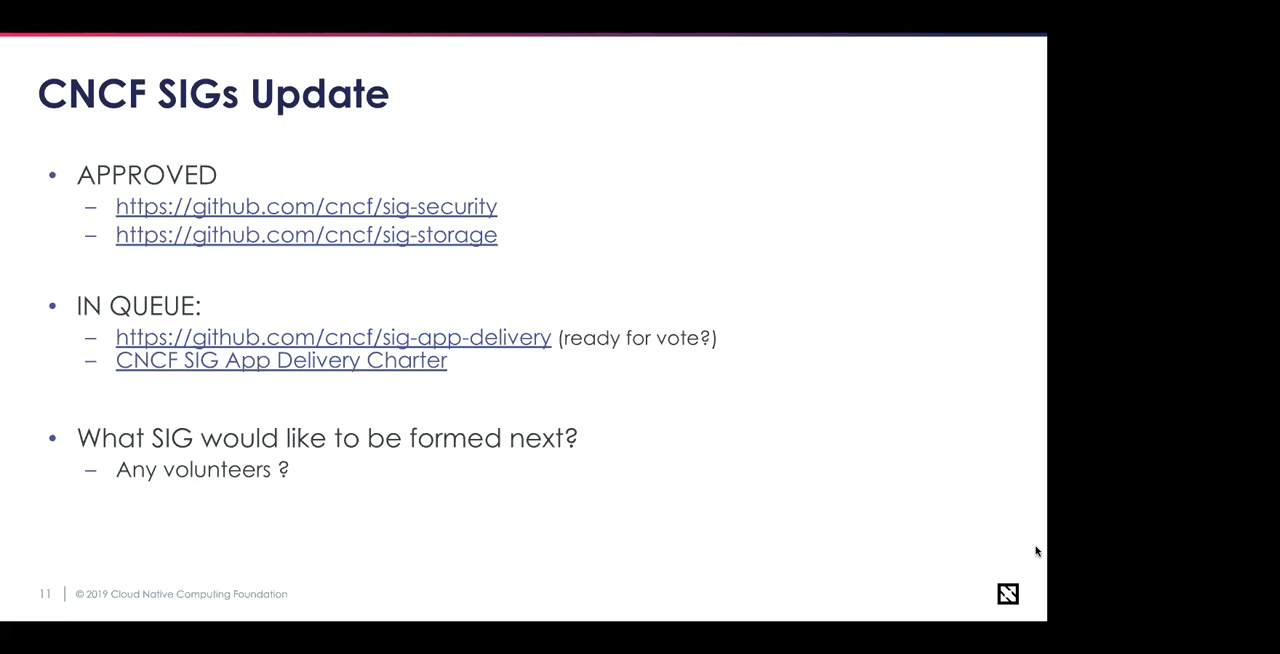 CNCF SIGs Update
• APPROVED
– https://github.com/cncf/sig-security
– https://github.com/cncf/sig-storage
• IN QUEUE:
– https://github.com/cncf/sig-app-delivery (ready for vote?)
– CNCF SIG App Delivery Charter
• What SIG would like to be formed next?
– Any volunteers ?
11 | © 2019 Cloud Native Computing Foundation